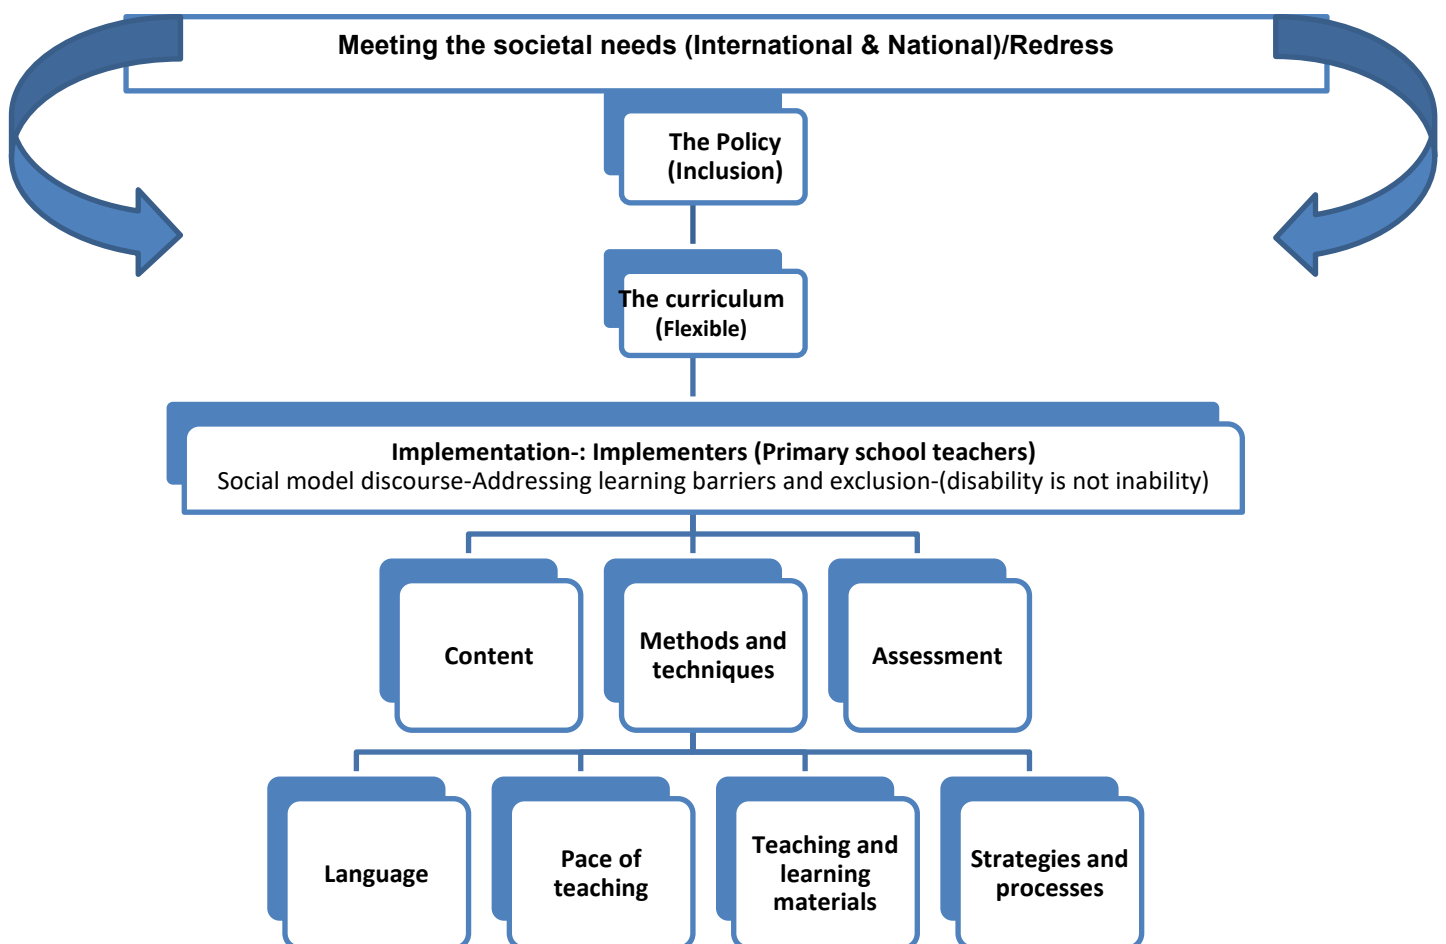 Meeting the societal needs (International & National)/Redress
The Policy
(Inclusion)
The curriculum
(Flexible)
Implementation-: Implementers (Primary school teachers)
Social model discourse-Addressing learning barriers and exclusion-(disability is not inability)
Content
Methods and
techniques
Assessment
Language
Pace of
teaching
Teaching and
learning
materials
Strategies and
processes